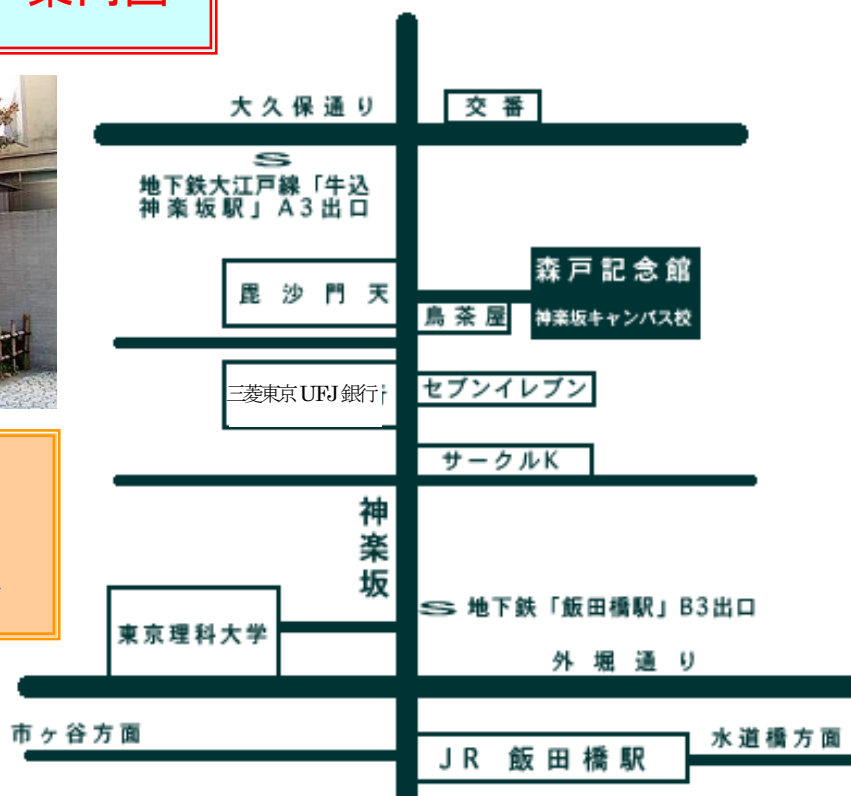 案内図
大久保通り
交番
地下鉄大江戸線「牛込
神楽坂駅」A3出口
毘沙門天
森戸記念館
神楽坂キャンパス校
鳥茶屋
三菱東京UFJ銀行
セブンイレブン
サークルK
神楽坂
地下鉄「飯田橋駅」B3出口
東京理科大学
外堀通り
市ヶ谷方面
JR 飯田橋駅
水道橋方面